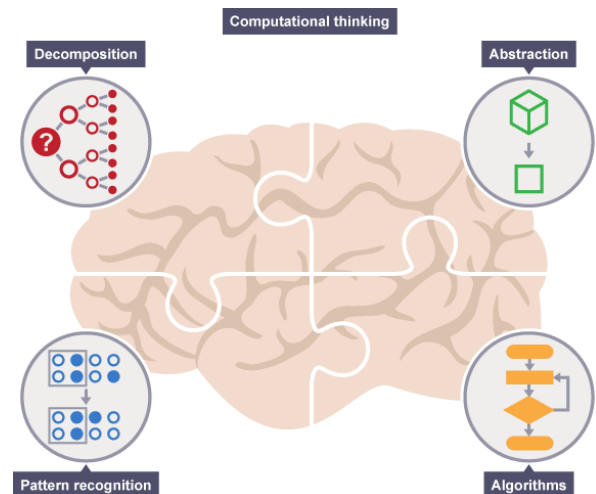 Computational thinking
Decomposition
Abstraction
?
Pattern recognition
Algorithms